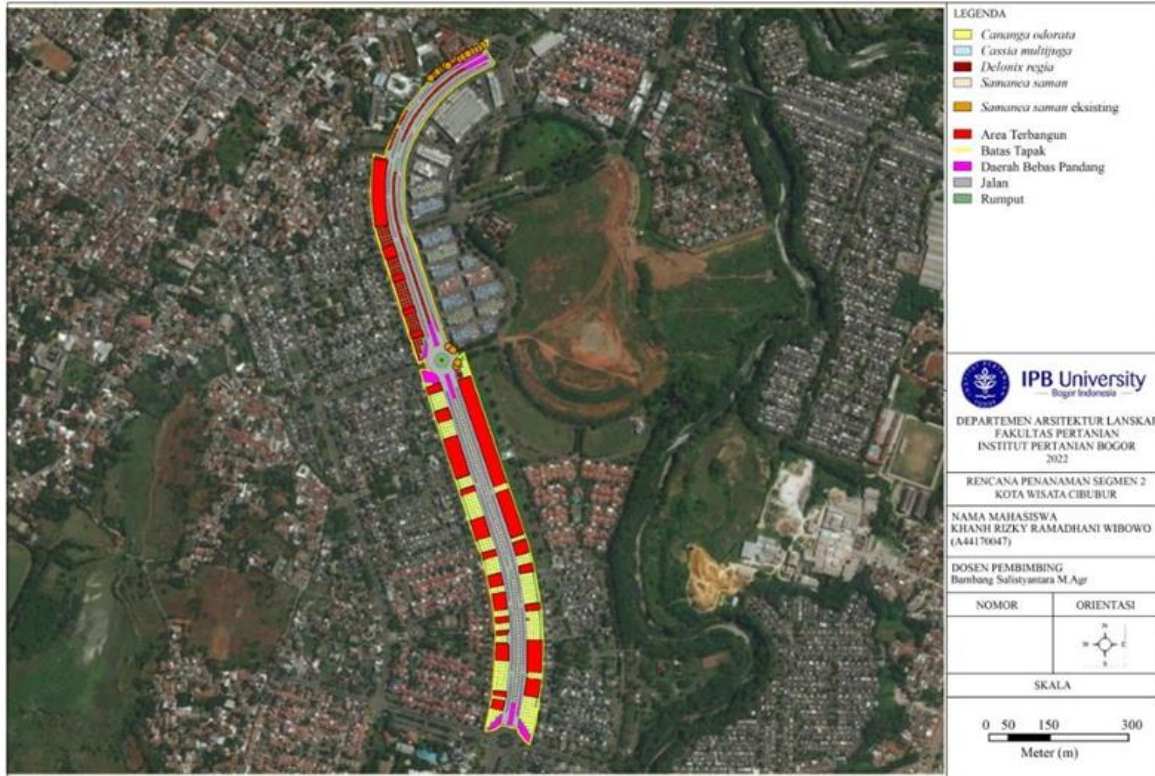 LEGENDA
Cananga odorata
Cassia multijuga
Delonix regia
Samanea saman
Samanea saman eksisting
Area Terbangun
Batas Tapak
Daerah Bebas Pandang
Jalan
Rumput
IPB University
Bogor Indonesia
DEPARTEMEN ARSITEKTUR LANSKAP
FAKULTAS PERTANIAN
INSTITUT PERTANIAN BOGOR
2022
RENCANA PENANAMAN SEGMEN 2
KOTA WISATA CIBUBUR
NAMA MAHASISWA
KHANH RIZKY RAMADHANI WIBOWO
(A44170047)
DOSEN PEMBIMBING
Bambang Sulistyantara M.Agr
NOMOR ORIENTASI
N
W E
S
SKALA
0 50 150 300
Meter (m)